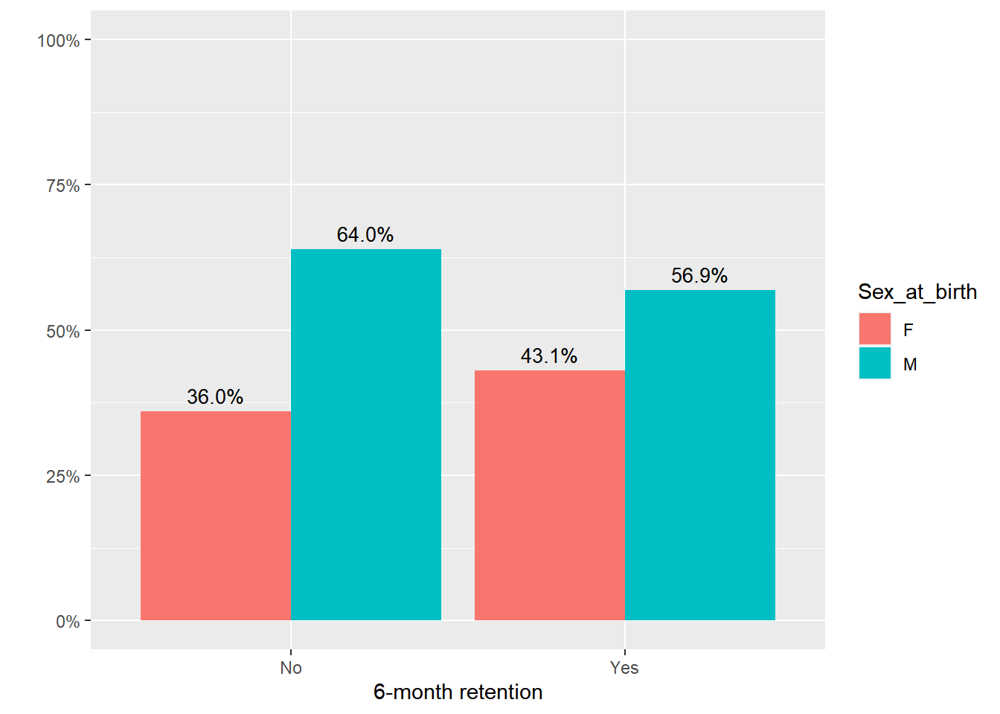 100%
75%
50%
25%
0%
64.0%
56.9%
43.1%
36.0%
No
Yes
6-month retention
Sex_at_birth
F
M